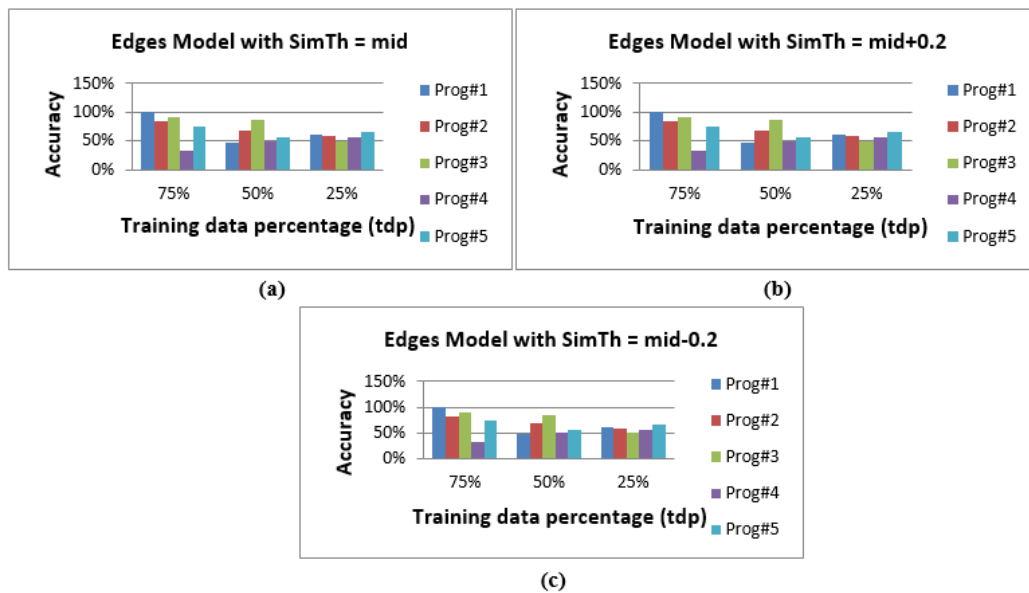 Edges Model with SimTh = mid
150%
100%
50%
0%
Accuracy
75% 50% 25%
Training data percentage (tdp)
Prog#1
Prog#2
Prog#3
Prog#4
Prog#5
(a)
Edges Model with SimTh = mid+0.2
150%
100%
50%
0%
Accuracy
75% 50% 25%
Training data percentage (tdp)
Prog#1
Prog#2
Prog#3
Prog#4
Prog#5
(b)
Edges Model with SimTh = mid-0.2
150%
100%
50%
0%
Accuracy
75% 50% 25%
Training data percentage (tdp)
Prog#1
Prog#2
Prog#3
Prog#4
Prog#5
(c)